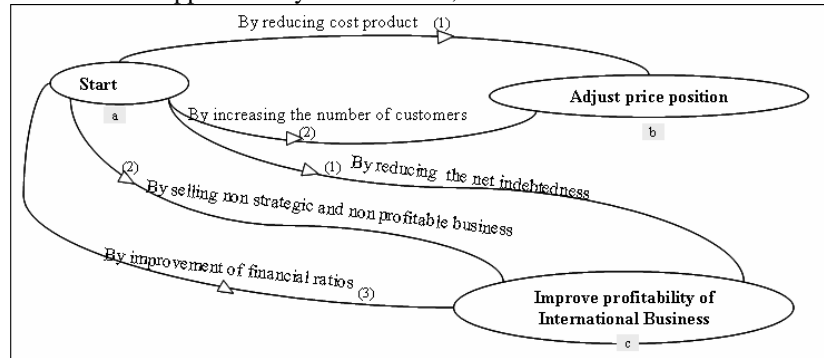 By reducing cost product (1)
Start
a
Adjust price position
b
By increasing the number of customers
(2)
(1) By reducing the net indebtedness
(2)
By selling non strategic and non profitable business
By improvement of financial ratios
(3)
Improve profitability of
International Business
c